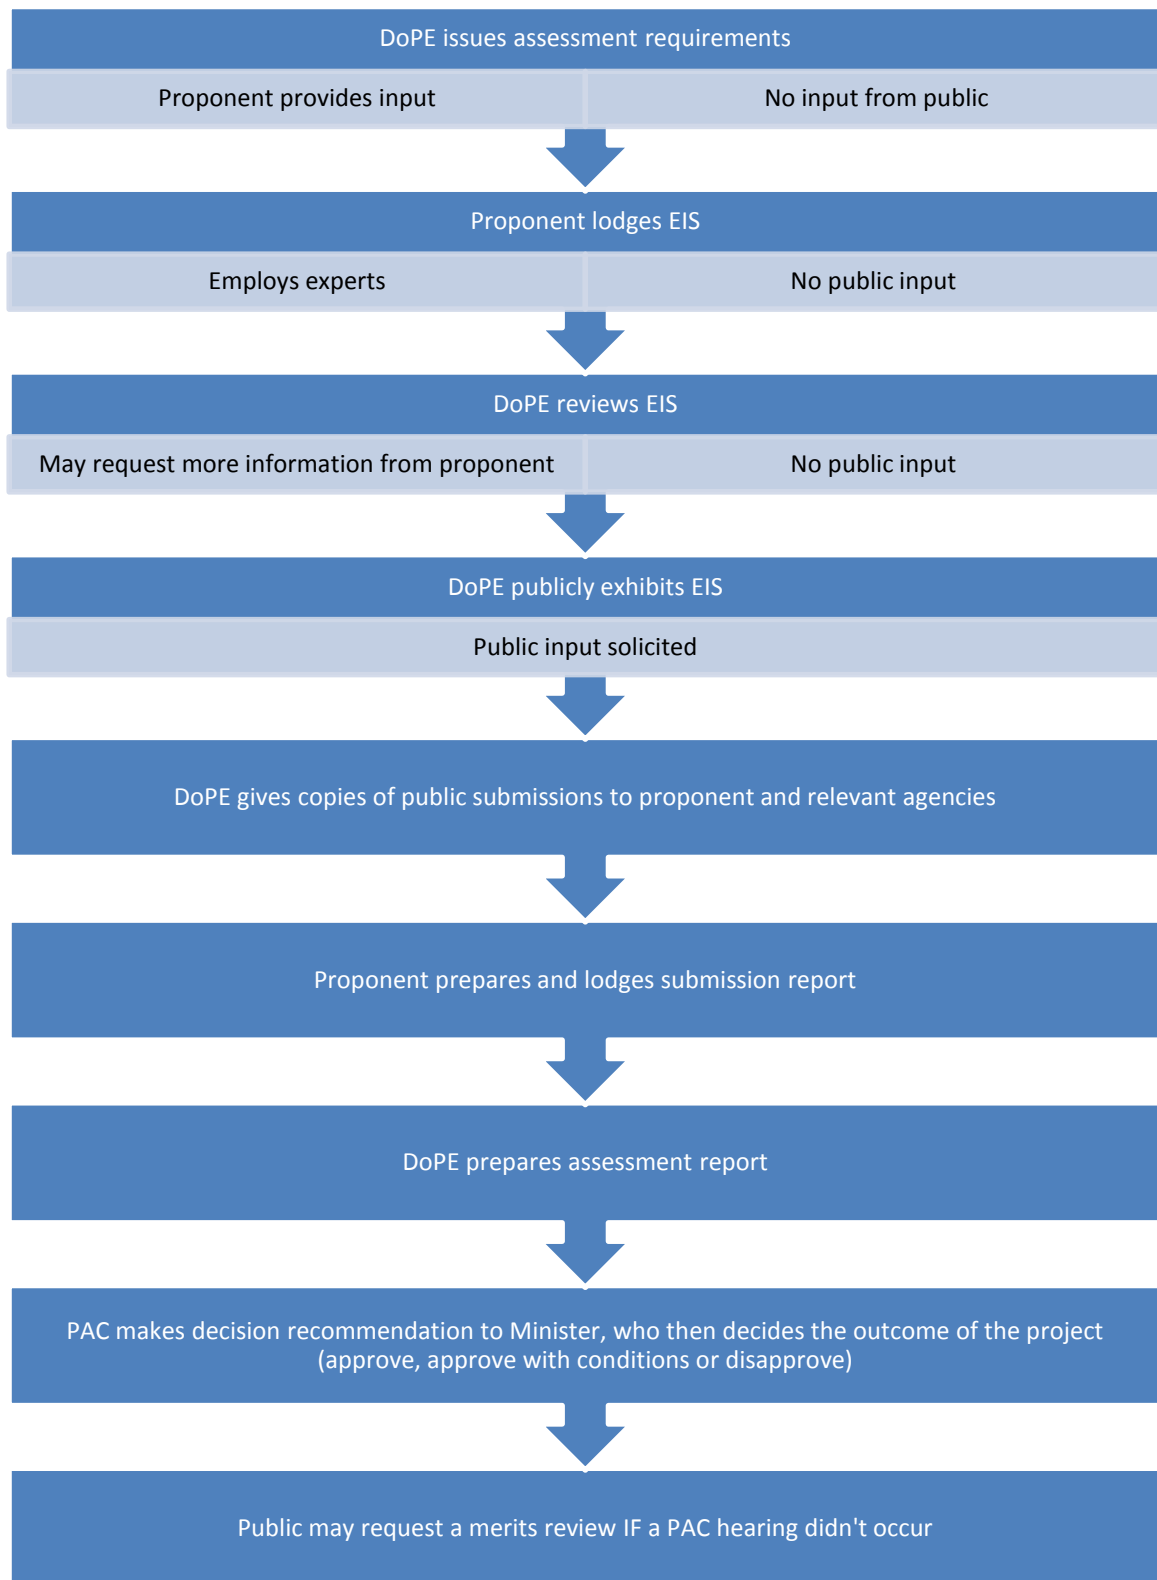 DoPE issues assessment requirements
Proponent provides input
No input from public
Proponent lodges EIS
Employs experts
No public input
DoPE reviews EIS
May request more information from proponent
No public input
DoPE publicly exhibits EIS
Public input solicited
DoPE gives copies of public submissions to proponent and relevant agencies
Proponent prepares and lodges submission report
DoPE prepares assessment report
PAC makes decision recommendation to Minister, who then decides the outcome of the project
(approve, approve with conditions or disapprove)
Public may request a merits review IF a PAC hearing didn't occur